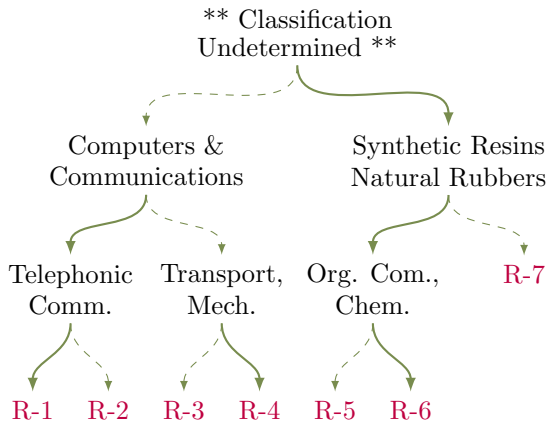 ** Classification
Undetermined **
Computers &
Communications
Synthetic Resins
Natural Rubbers
Telephonic
Comm.
Transport,
Mech.
Org. Com.,
Chem.
R-7
R-1
R-2
R-3
R-4
R-5
R-6